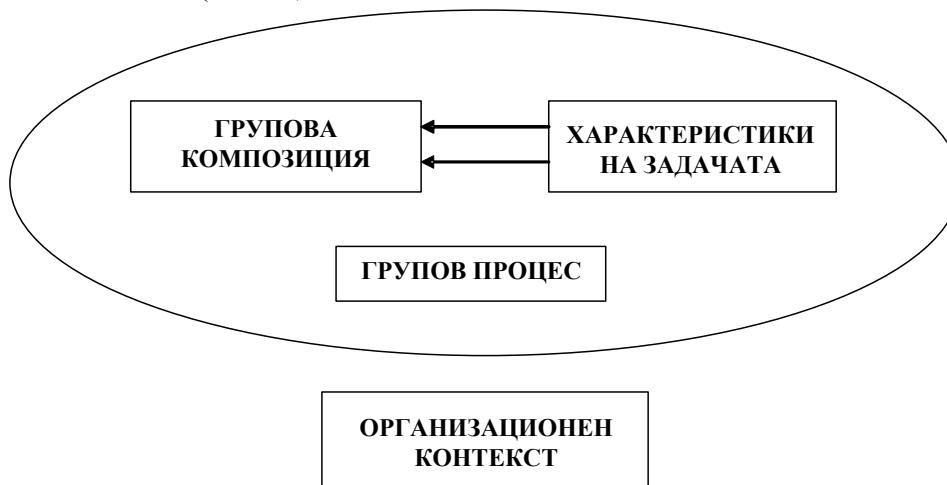 ГРУПОВА
КОМПОЗИЦИЯ
ХАРАКТЕРИСТИКИ
НА ЗАДАЧАТА
ГРУПОВ ПРОЦЕС
ОРГАНИЗАЦИОНЕН
КОНТЕКСТ